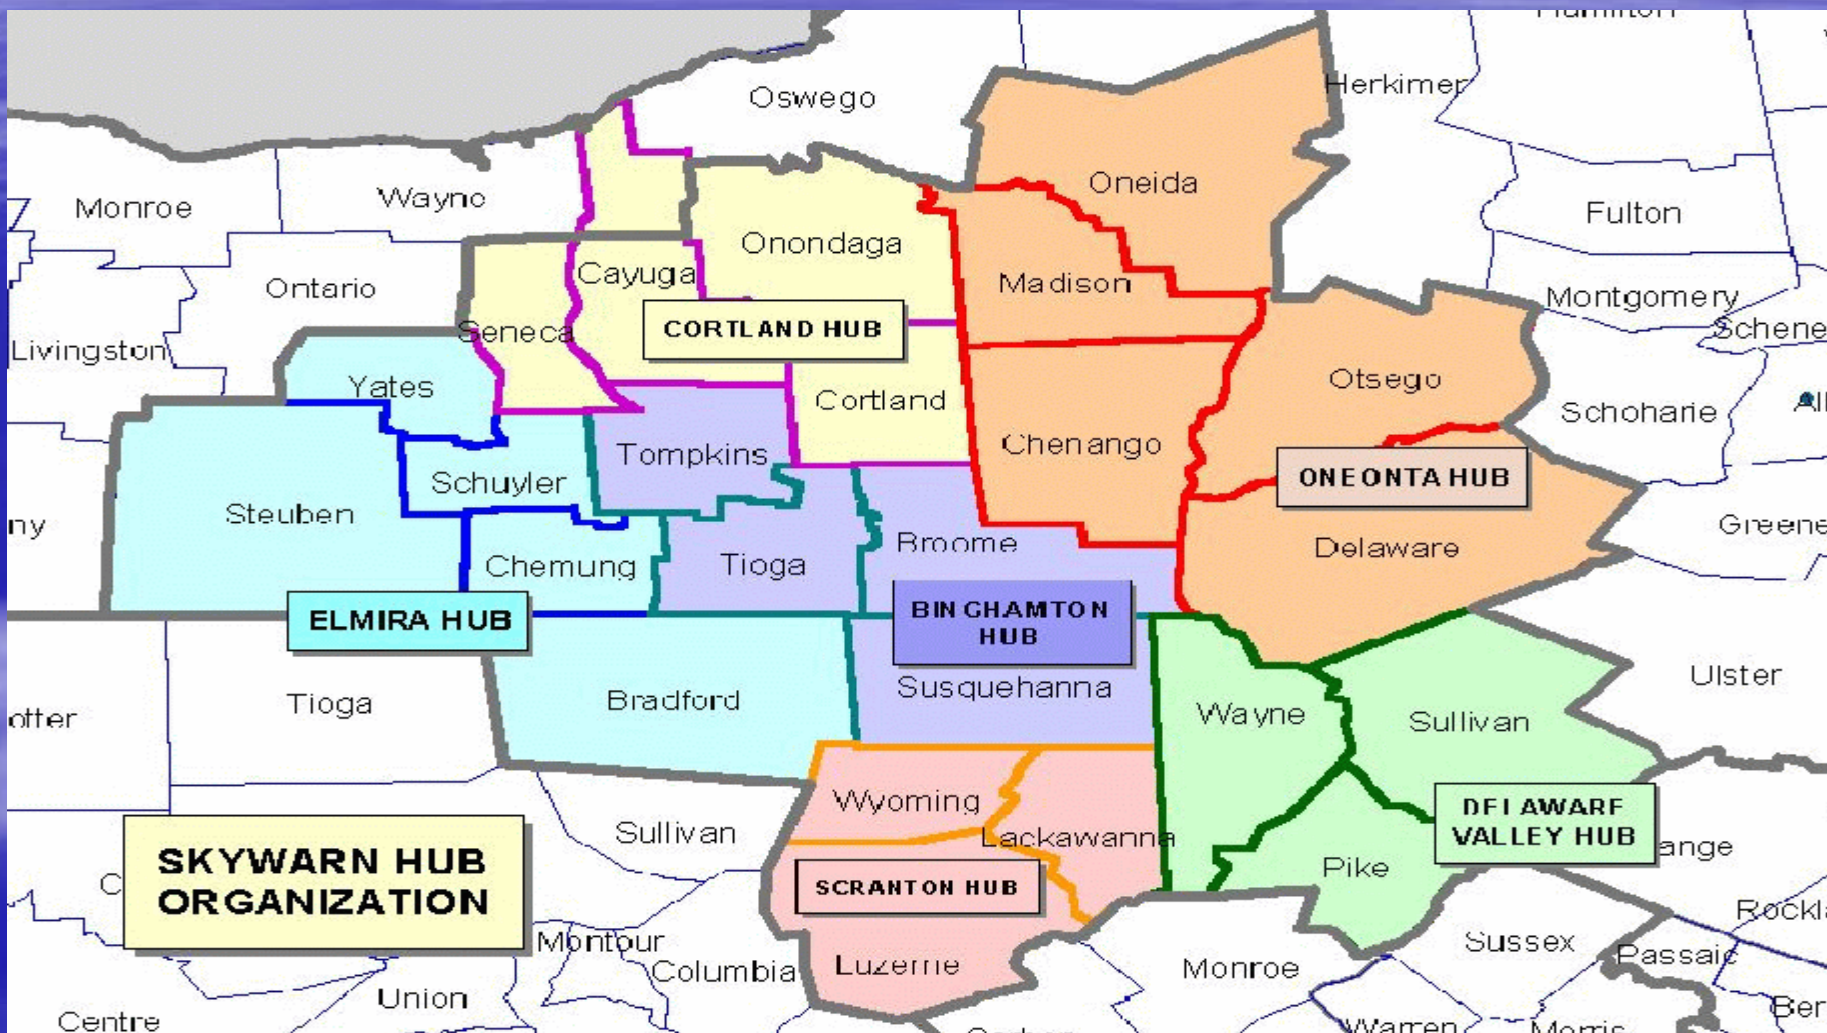 Oswego
Herkimer
Oneida
Monroe
Wayne
Fulton
Onondaga
Cayuga
Madison
Ontario
Montgomery
Seneca
CORTLAND HUB
Livingston
Yates
Otsego
Cortland
Schoharie
Chenango
Tompkins
ONEONTA HUB
Schuyler
Steuben
Greene
Broome
Delaware
Chemung
Tioga
BINGHAMTON
HUB
ELMIRA HUB
Ulster
Susquehanna
Bradford
Tioga
Wayne
Sullivan
Wyoming
Sullivan
Lackawanna
DELAWARE
VALLEY HUB
SKYWARN HUB
ORGANIZATION
Pike
SCRANTON HUB
Montour
Sussex
Passaic
Columbia
Luzerne
Monroe
Union
Centre